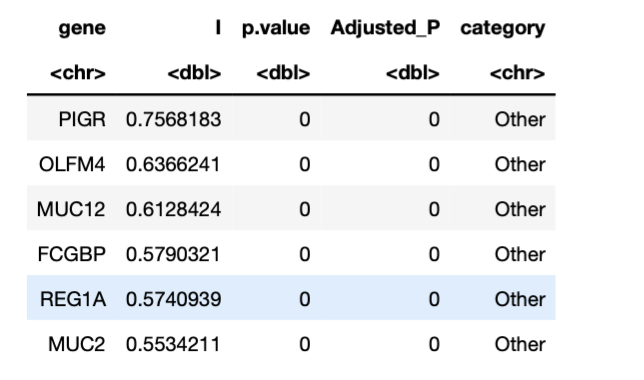 gene I p.value Adjusted_P category
<chr> <dbl> <dbl> <dbl> <chr>
PIGR 0.7568183 0 0 Other
OLFM4 0.6366241 0 0 Other
MUC12 0.6128424 0 0 Other
FCGBP 0.5790321 0 0 Other
REG1A 0.5740939 0 0 Other
MUC2 0.5534211 0 0 Other